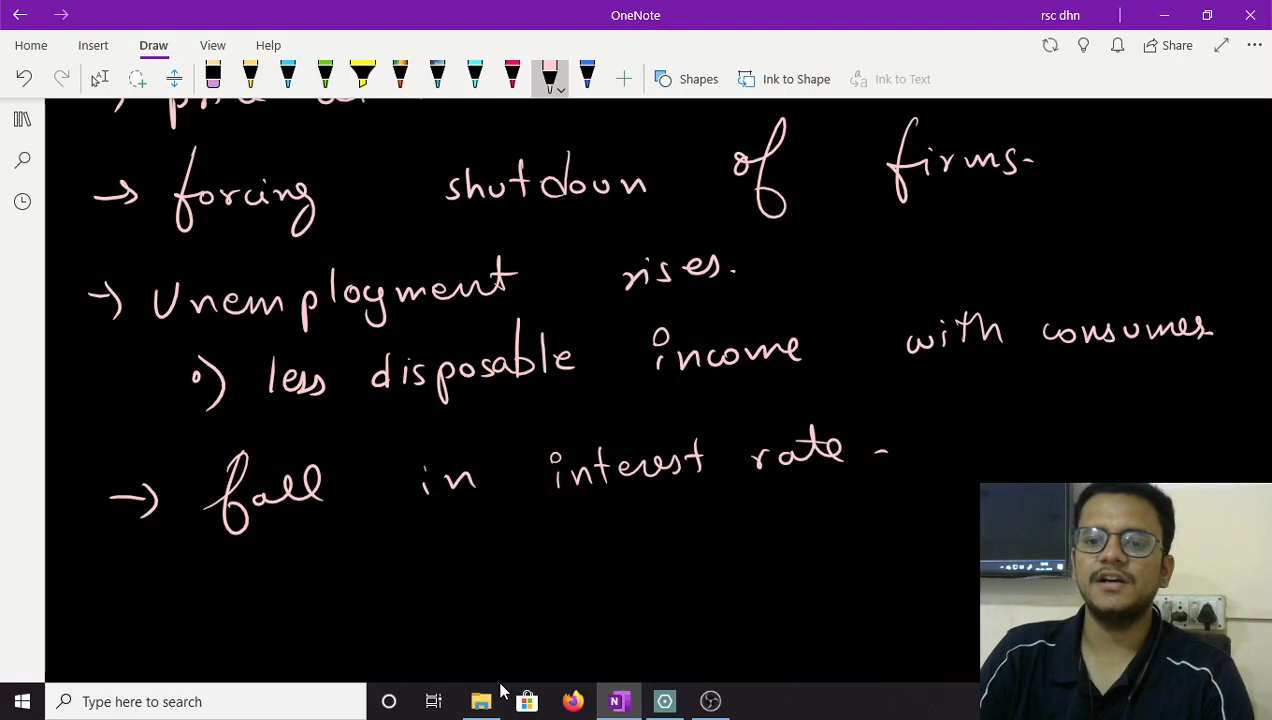 OneNote
rsc dhn
Home Insert Draw View Help
Share
Shapes
Ink to Shape
Ink to Text
→ forcing shutdown of firms.
→ Unemployment rises.
°) less disposable income with consumes
→ fall in interest rate -
Type here to search